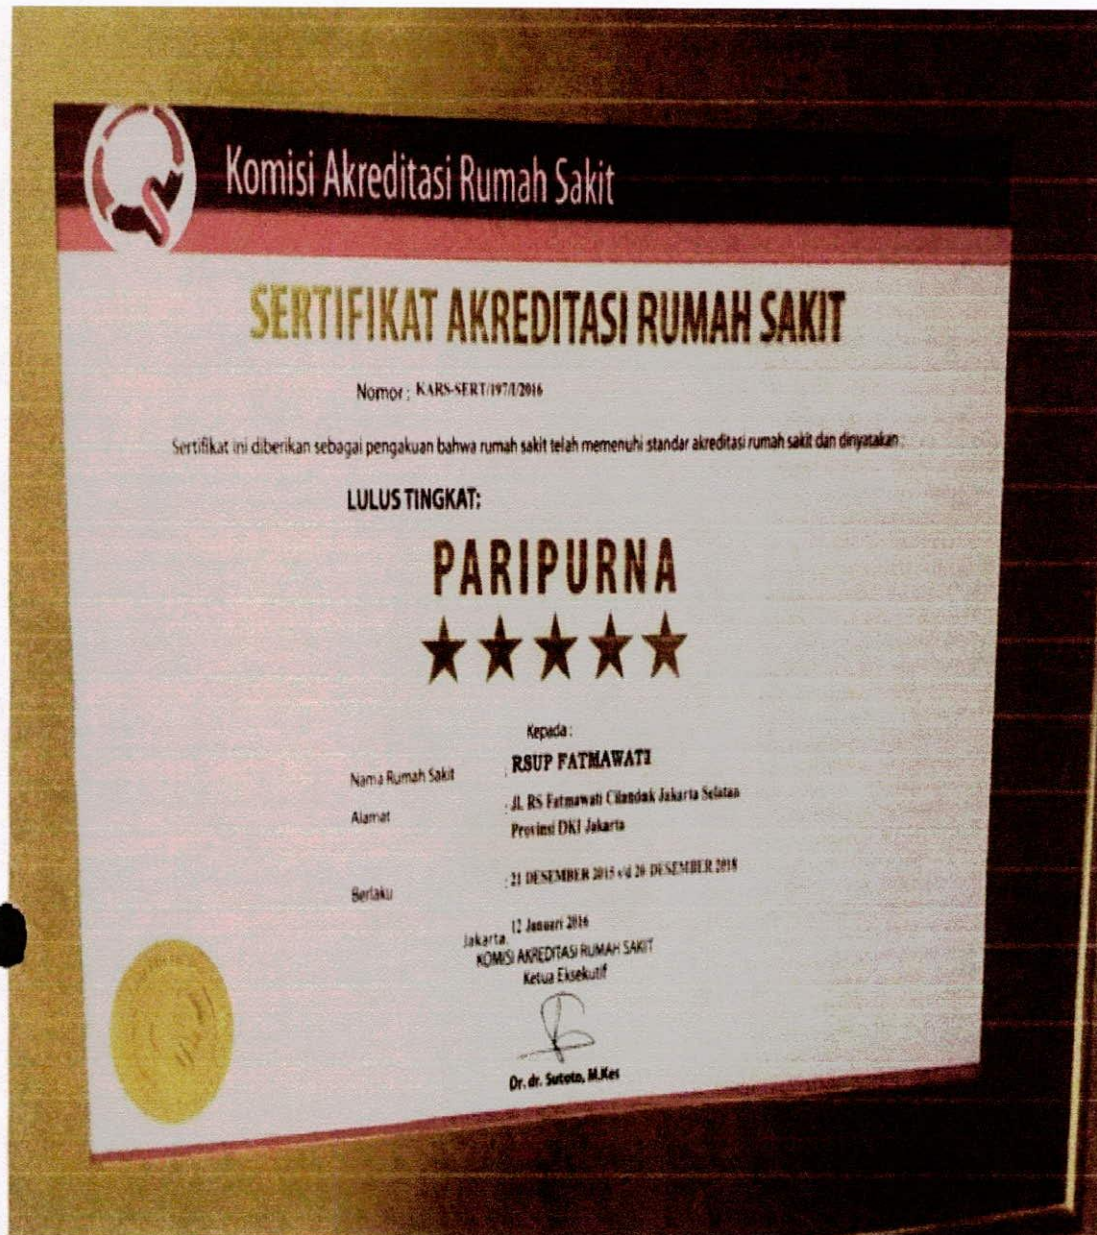 Komisi Akreditasi Rumah Sakit
SERTIFIKAT AKREDITASI RUMAH SAKIT
Nomor : KARS-SERT/197/I/2016
Sertifikat ini diberikan sebagai pengakuan bahwa rumah sakit telah memenuhi standar akreditasi rumah sakit dan dinyatakan :
LULUS TINGKAT:
PARIPURNA
Kepada :
Nama Rumah Sakit : RSUP FATMAWATI
Alamat : Jl. RS Fatmawati Cilandak Jakarta Selatan
Provinsi DKI Jakarta
Berlaku : 21 DESEMBER 2015 s/d 20 DESEMBER 2018
Jakarta, 12 Januari 2016
KOMISI AKREDITASI RUMAH SAKIT
Ketua Eksekutif
Dr. dr. Sutoto, M.Kes